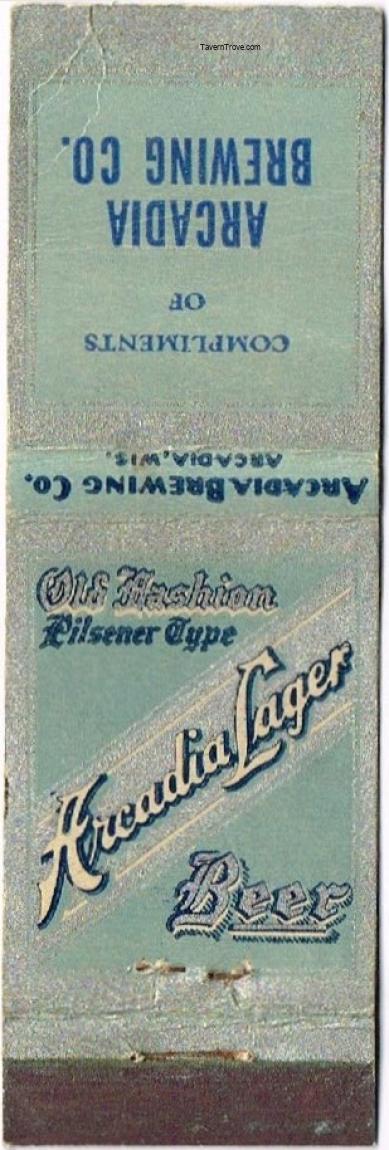 TavernTrove.com
COMPLIMENTS
OF
ARCADIA
BREWING CO.
ARCADIA BREWING CO.
ARCADIA, WIS.
Old Fashion
Pilsener Type
Arcadia Lager
Beer